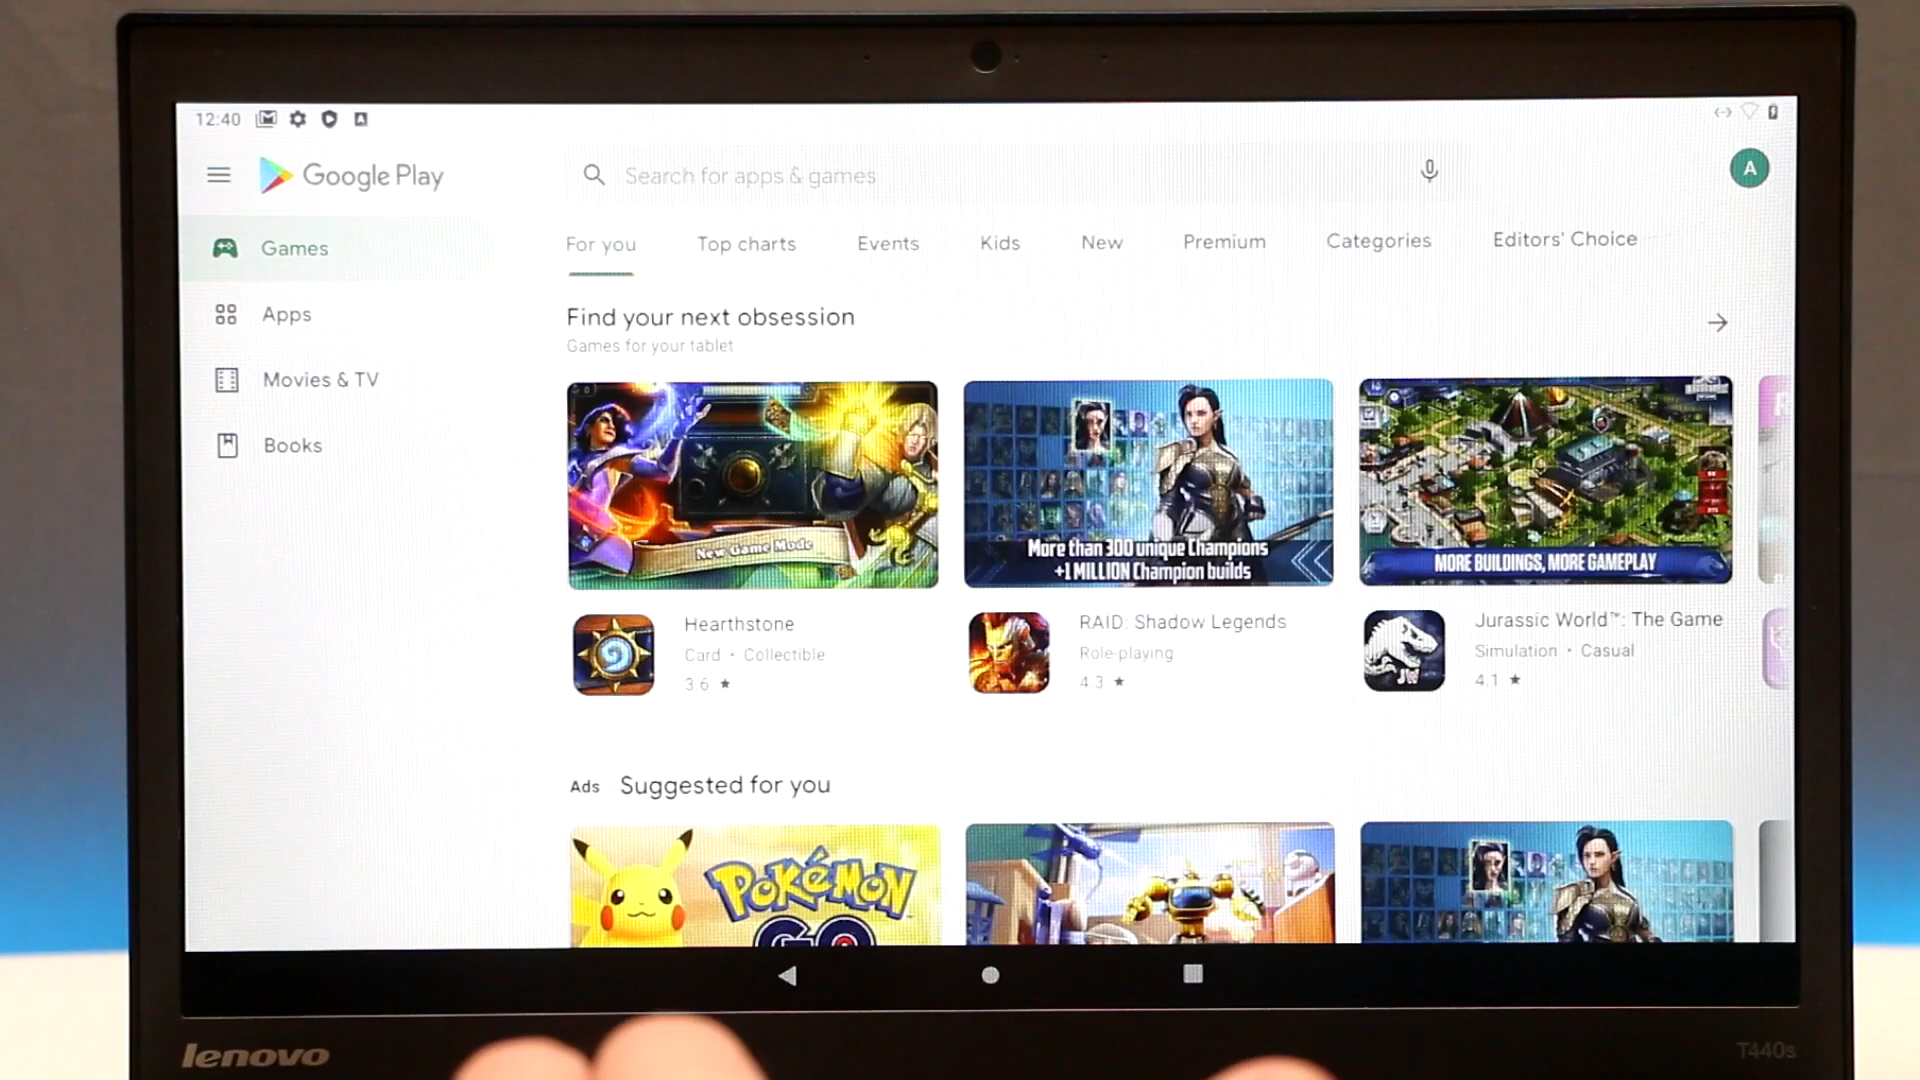 12:40
Google Play
Search for apps & games
A
Games
Apps
Movies & TV
Books
For you
Top charts
Events
Kids
New
Premium
Categories
Editors' Choice
Find your next obsession
Games for your tablet
New Game Mode
More than 300 unique Champions
+1 MILLION Champion builds
MORE BUILDINGS, MORE GAMEPLAY
Hearthstone
Card • Collectible
3.6 ★
RAID: Shadow Legends
Role-playing
4.3 ★
JW
Jurassic World™: The Game
Simulation • Casual
4.1 ★
Ads
Suggested for you
POKÉMON
GO
lenovo
T440s